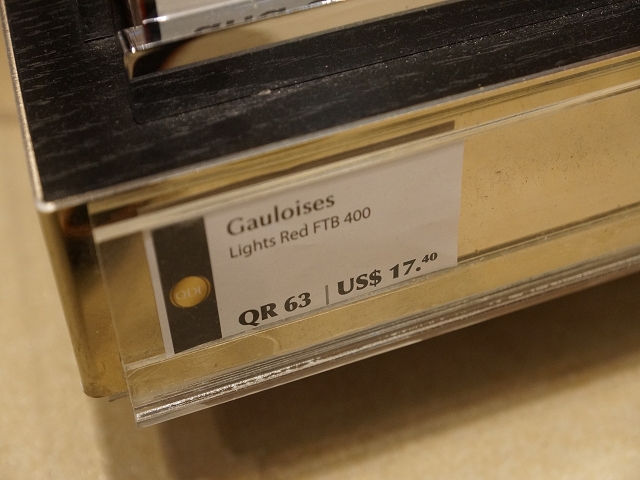 Gauloises
Lights Red FTB 400
QR 63 | US$ 17.40